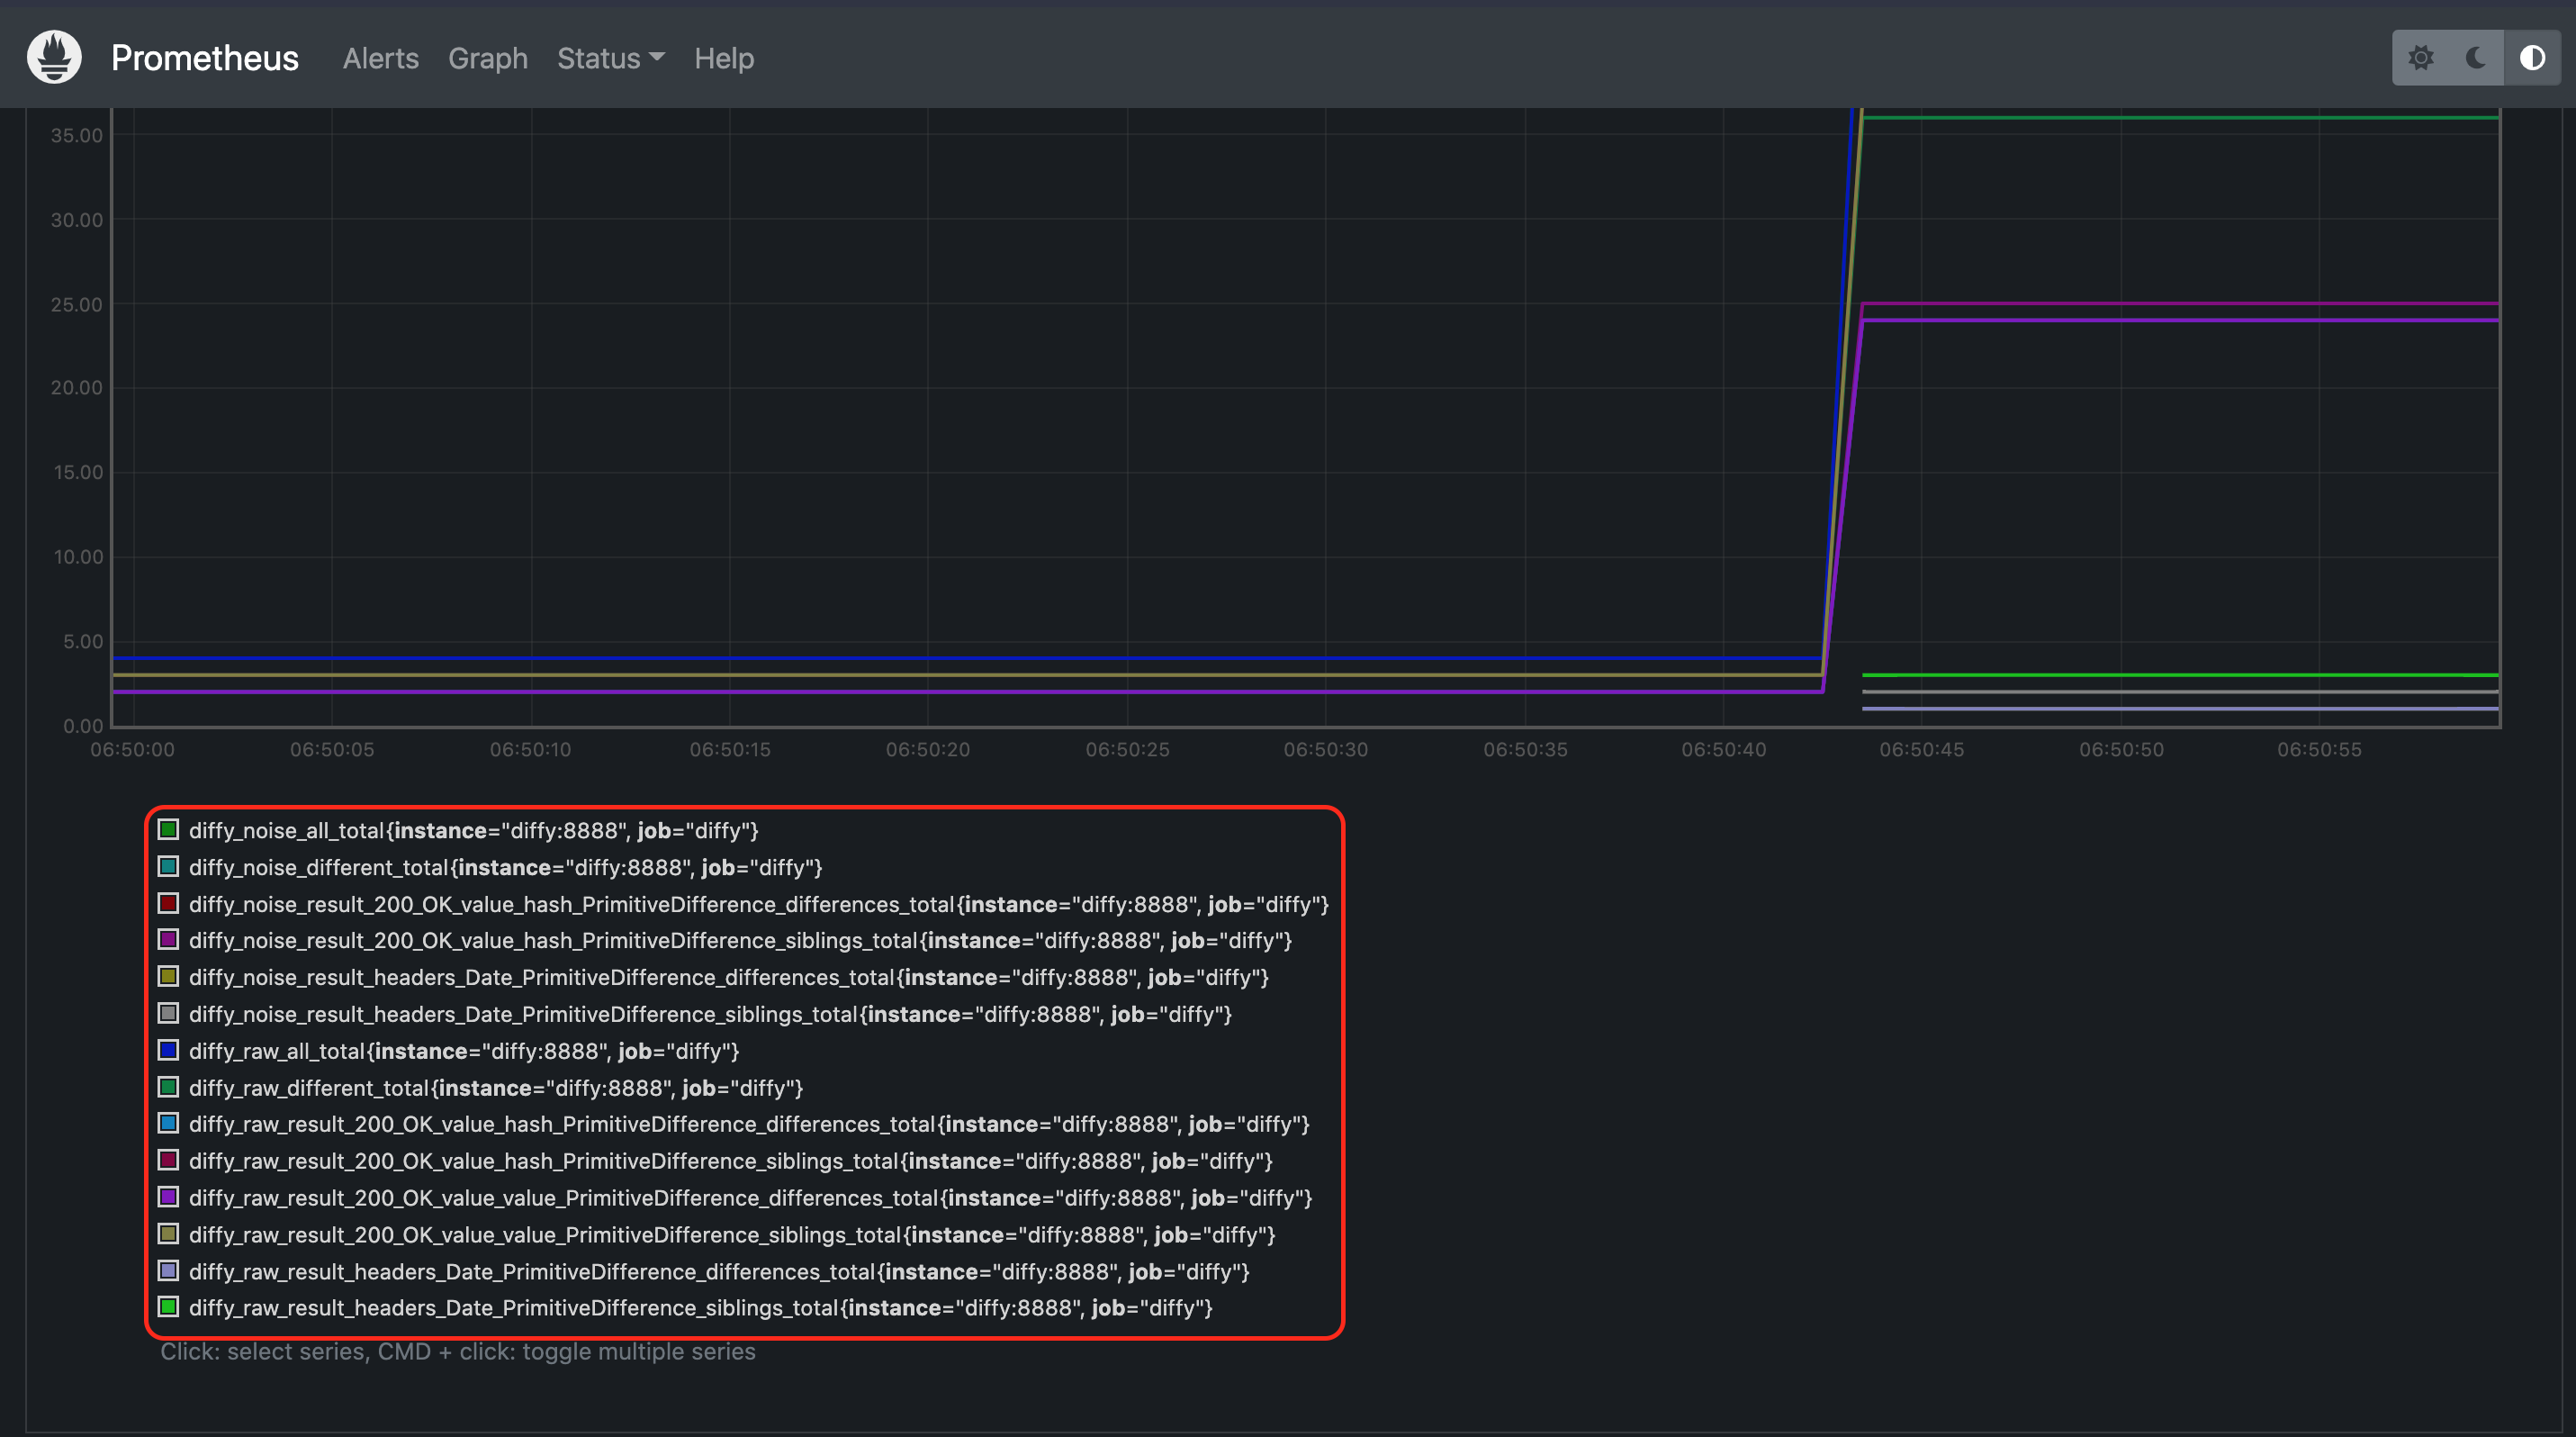 Prometheus Alerts Graph Status Help
35.00
30.00
25.00
20.00
15.00
10.00
5.00
0.00
06:50:00 06:50:05 06:50:10 06:50:15 06:50:20 06:50:25 06:50:30 06:50:35 06:50:40 06:50:45 06:50:50 06:50:55
diffy_noise_all_total{instance="diffy:8888", job="diffy"}
diffy_noise_different_total{instance="diffy:8888", job="diffy"}
diffy_noise_result_200_OK_value_hash_PrimitiveDifference_differences_total{instance="diffy:8888", job="diffy"}
diffy_noise_result_200_OK_value_hash_PrimitiveDifference_siblings_total{instance="diffy:8888", job="diffy"}
diffy_noise_result_headers_Date_PrimitiveDifference_differences_total{instance="diffy:8888", job="diffy"}
diffy_noise_result_headers_Date_PrimitiveDifference_siblings_total{instance="diffy:8888", job="diffy"}
diffy_raw_all_total{instance="diffy:8888", job="diffy"}
diffy_raw_different_total{instance="diffy:8888", job="diffy"}
diffy_raw_result_200_OK_value_hash_PrimitiveDifference_differences_total{instance="diffy:8888", job="diffy"}
diffy_raw_result_200_OK_value_hash_PrimitiveDifference_siblings_total{instance="diffy:8888", job="diffy"}
diffy_raw_result_200_OK_value_value_PrimitiveDifference_differences_total{instance="diffy:8888", job="diffy"}
diffy_raw_result_200_OK_value_value_PrimitiveDifference_siblings_total{instance="diffy:8888", job="diffy"}
diffy_raw_result_headers_Date_PrimitiveDifference_differences_total{instance="diffy:8888", job="diffy"}
diffy_raw_result_headers_Date_PrimitiveDifference_siblings_total{instance="diffy:8888", job="diffy"}
Click: select series, CMD + click: toggle multiple series